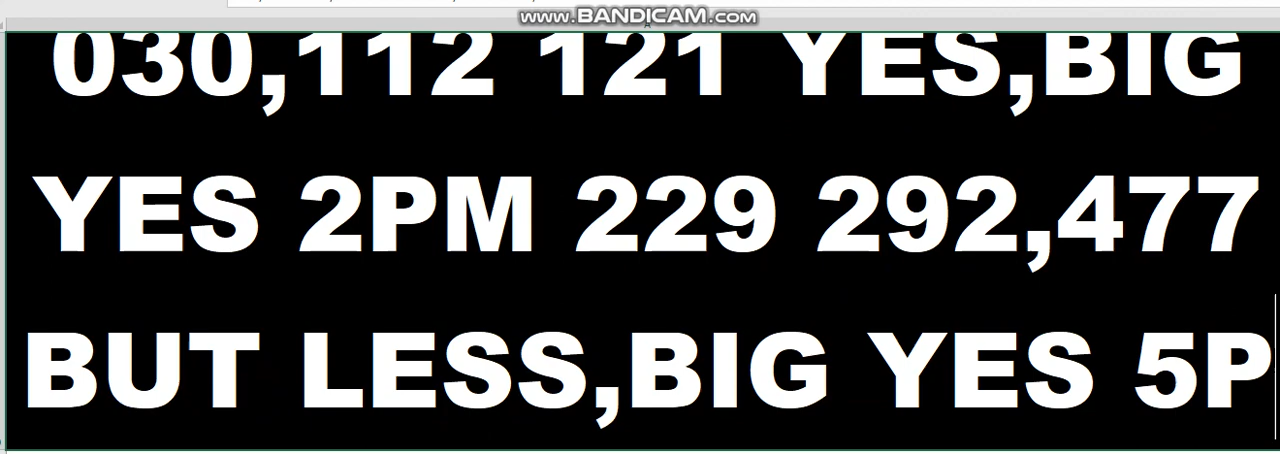 www.BANDICAM.com
030,112 121 YES,BIG
YES 2PM 229 292,477
BUT LESS,BIG YES 5P